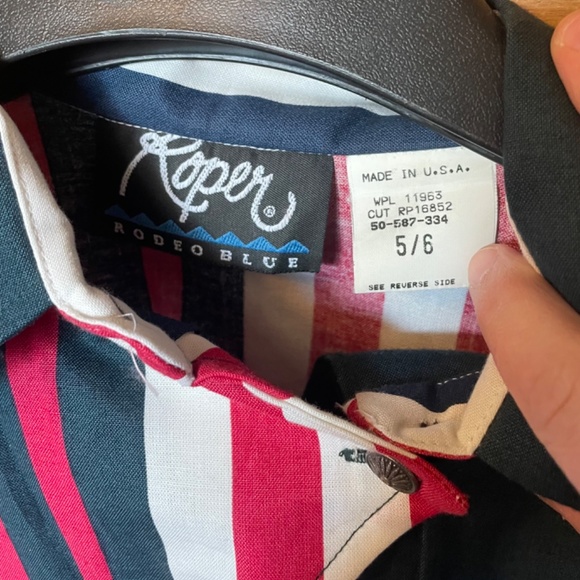 Roper®
RODEO BLUE
MADE IN U.S.A.
WPL 11963
CUT RP16852
50-587-334
5/6
SEE REVERSE SIDE